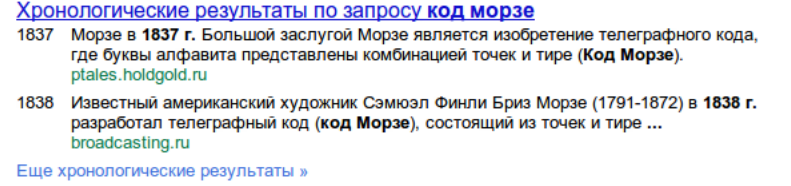 Хронологические результаты по запросу код морзе
1837 Морзе в 1837 г. Большой заслугой Морзе является изобретение телеграфного кода,
где буквы алфавита представлены комбинацией точек и тире (Код Морзе).
ptales.holdgold.ru
1838 Известный американский художник Сэмюэл Финли Бриз Морзе (1791-1872) в 1838 г.
разработал телеграфный код (код Морзе), состоящий из точек и тире ...
broadcasting.ru
Еще хронологические результаты »